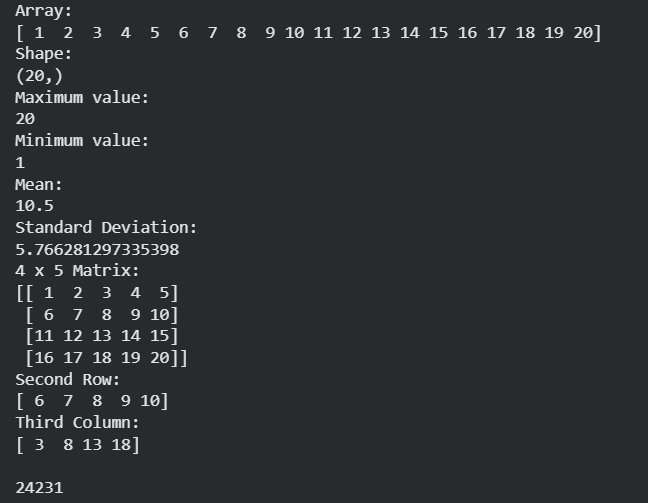 Array:
[ 1  2  3  4  5  6  7  8  9 10 11 12 13 14 15 16 17 18 19 20]
Shape:
(20,)
Maximum value:
20
Minimum value:
1
Mean:
10.5
Standard Deviation:
5.766281297335398
4 x 5 Matrix:
[[ 1  2  3  4  5]
 [ 6  7  8  9 10]
 [11 12 13 14 15]
 [16 17 18 19 20]]
Second Row:
[ 6  7  8  9 10]
Third Column:
[ 3  8 13 18]
24231